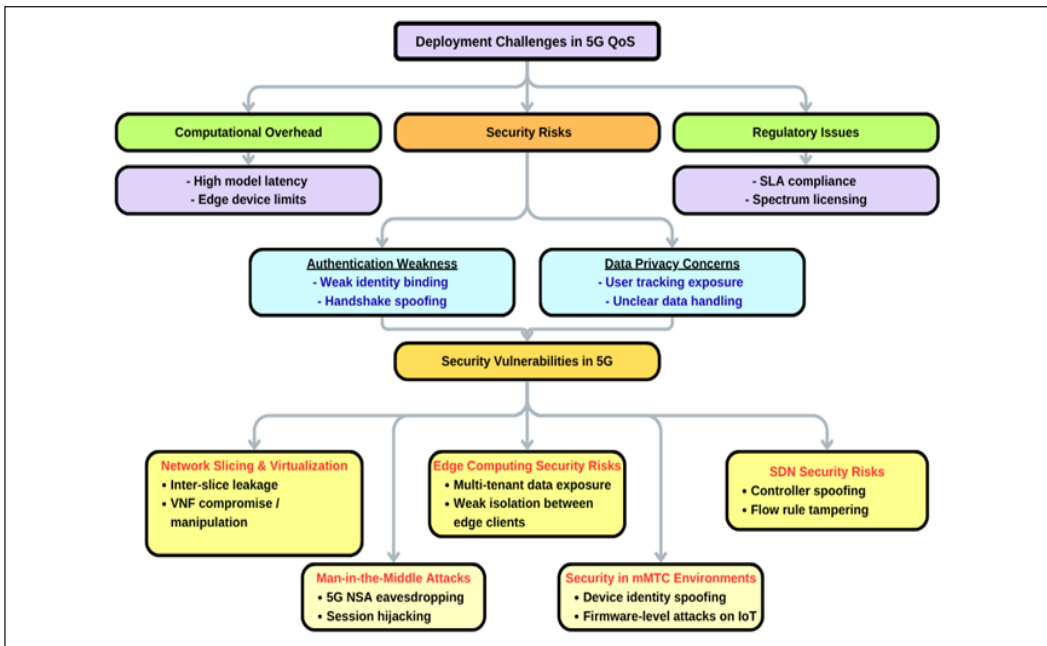 Deployment Challenges in 5G QoS
Computational Overhead
Security Risks
Regulatory Issues
- High model latency
- Edge device limits
- SLA compliance
- Spectrum licensing
Authentication Weakness
- Weak identity binding
- Handshake spoofing
Data Privacy Concerns
- User tracking exposure
- Unclear data handling
Security Vulnerabilities in 5G
Network Slicing & Virtualization
• Inter-slice leakage
• VNF compromise /
manipulation
Edge Computing Security Risks
• Multi-tenant data exposure
• Weak isolation between
edge clients
SDN Security Risks
• Controller spoofing
• Flow rule tampering
Man-in-the-Middle Attacks
• 5G NSA eavesdropping
• Session hijacking
Security in mMTC Environments
• Device identity spoofing
• Firmware-level attacks on IoT